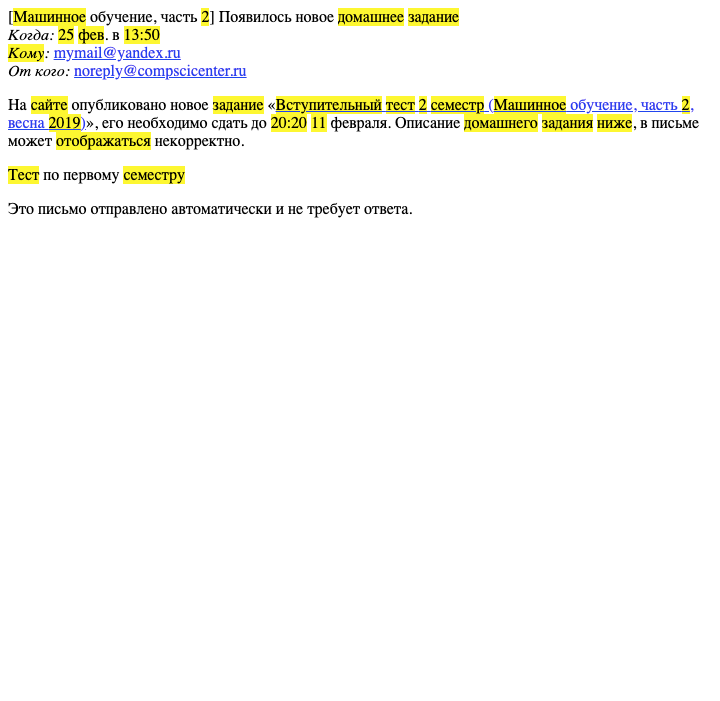 [Машинное обучение, часть 2] Появилось новое домашнее задание
Когда: 25 фев. в 13:50
Кому: mymail@yandex.ru
От кого: noreply@compscicenter.ru
На сайте опубликовано новое задание «Вступительный тест 2 семестр (Машинное обучение, часть 2,
весна 2019)», его необходимо сдать до 20:20 11 февраля. Описание домашнего задания ниже, в письме
может отображаться некорректно.
Тест по первому семестру
Это письмо отправлено автоматически и не требует ответа.